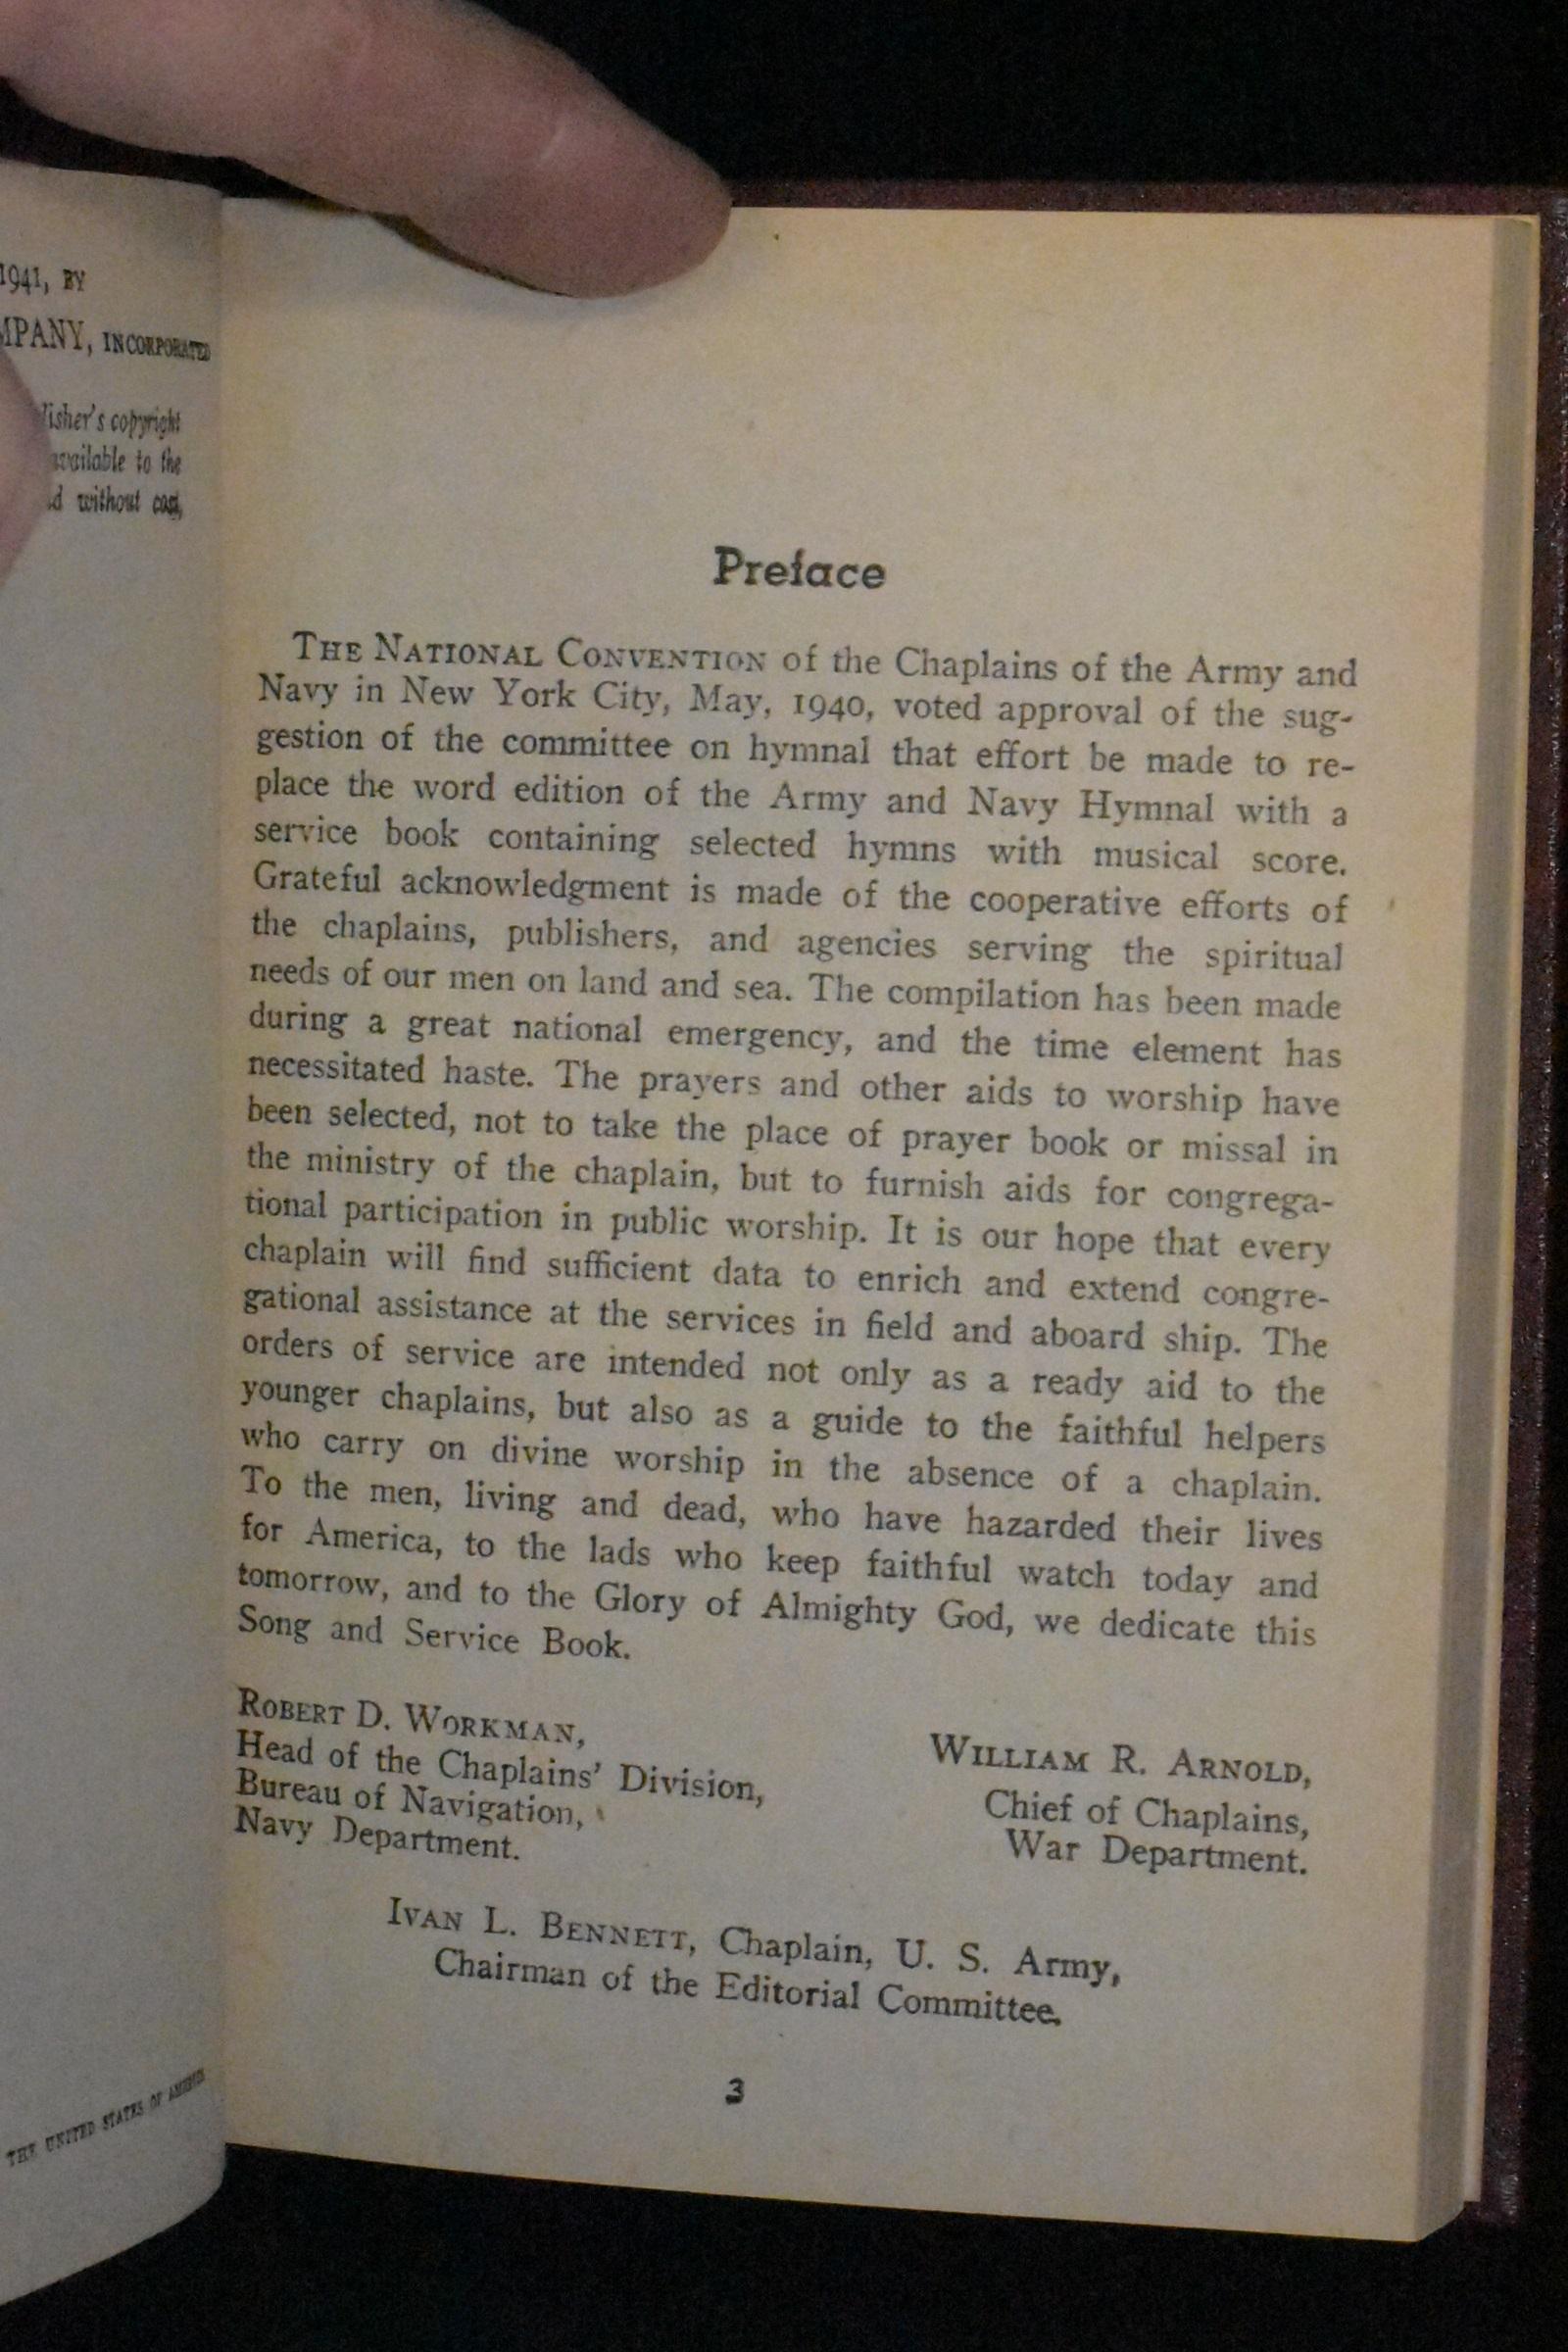 1941, BY
INCORPORATED
copyright
available to the
without cost,
THE UNITED STATES OF AMERICA
Preface
THE NATIONAL CONVENTION of the Chaplains of the Army and
Navy in New York City, May, 1940, voted approval of the sug-
gestion of the committee on hymnal that effort be made to re-
place the word edition of the Army and Navy Hymnal with a
service book containing selected hymns with musical score.
Grateful acknowledgment is made of the cooperative efforts of
the chaplains, publishers, and agencies serving the spiritual
needs of our men on land and sea. The compilation has been made
during a great national emergency, and the time element has
necessitated haste. The prayers and other aids to worship have
been selected, not to take the place of prayer book or missal in
the ministry of the chaplain, but to furnish aids for congrega-
tional participation in public worship. It is our hope that every
chaplain will find sufficient data to enrich and extend congre-
gational assistance at the services in field and aboard ship. The
orders of service are intended not only as a ready aid to the
younger chaplains, but also as a guide to the faithful helpers
who carry on divine worship in the absence of a chaplain.
To the men, living and dead, who have hazarded their lives
for America, to the lads who keep faithful watch today and
tomorrow, and to the Glory of Almighty God, we dedicate this
Song and Service Book.
ROBERT D. WORKMAN,
Head of the Chaplains' Division,
Bureau of Navigation,
Navy Department.
WILLIAM R. ARNOLD,
Chief of Chaplains,
War Department.
IVAN L. BENNETT, Chaplain, U. S. Army,
Chairman of the Editorial Committee.
3